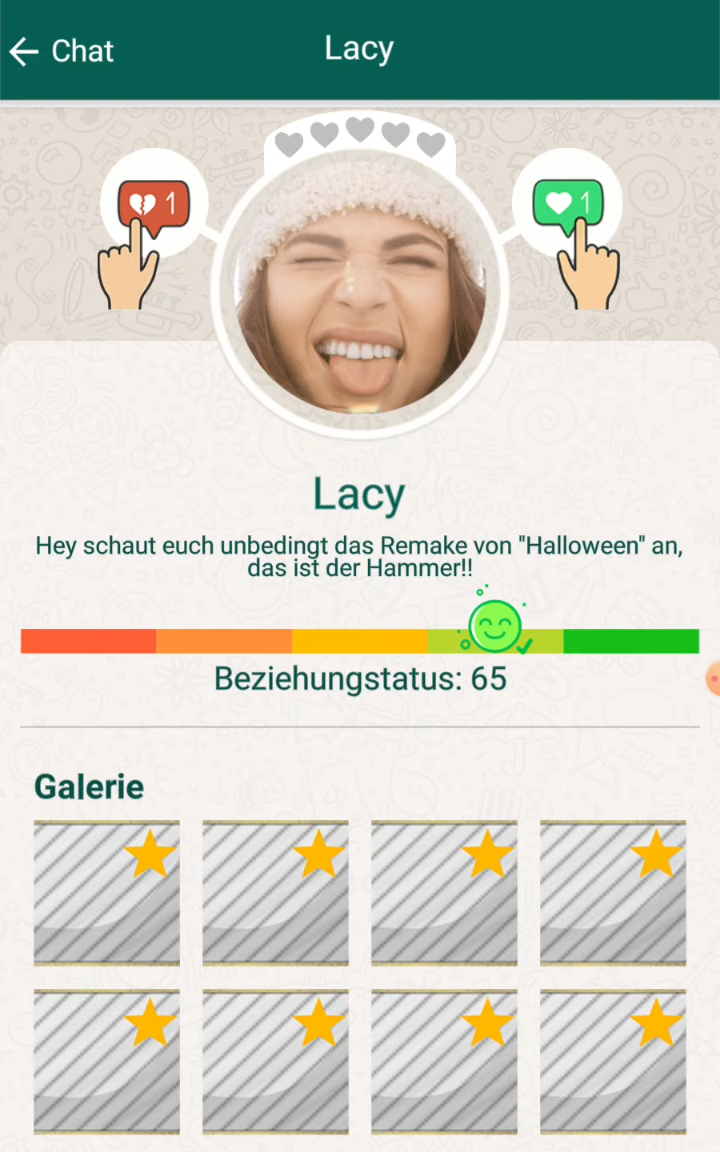 Chat
Lacy
1
1
Lacy
Hey schaut euch unbedingt das Remake von "Halloween" an,
das ist der Hammer!!
Beziehungstatus: 65
Galerie